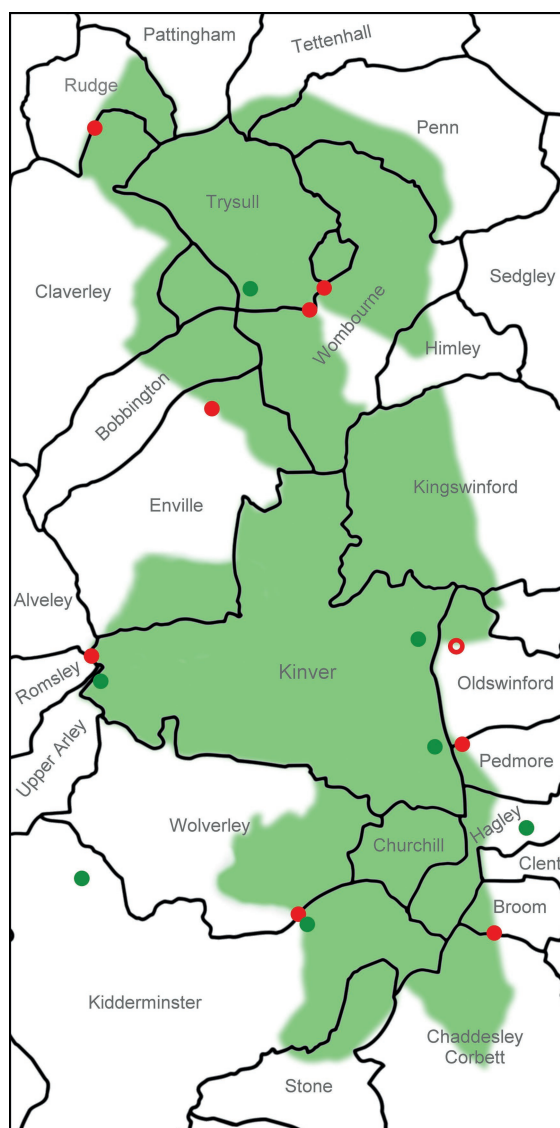 Pattingham
Tettenhall
Rudge
Penn
Trysull
Sedgley
Claverley
Wombourne
Himley
Bobbington
Kingswinford
Enville
Alveley
Romsley
Kinver
Oldswinford
Upper Arley
Pedmore
Hagley
Wolverley
Churchill
Clent
Broom
Kidderminster
Chaddesley
Corbett
Stone